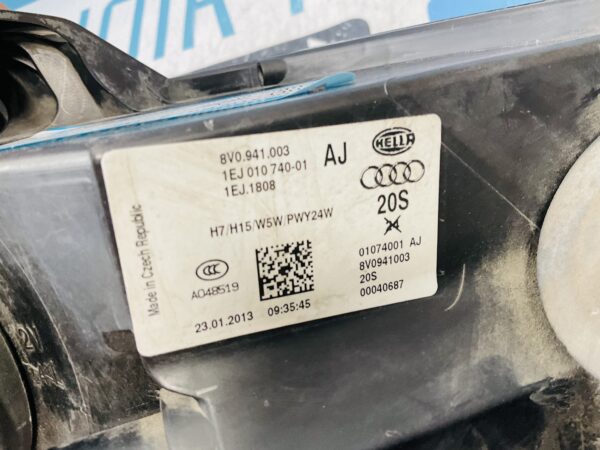 8V0.941.003
1EJ 010 740-01
1EJ.1808
AJ
HELLA
20S
H7/H15/W5W/PWY24W
Made in Czech Republic
CCC
A048519
23.01.2013 09:35:45
01074001 AJ
8V0941003
20S
00040687